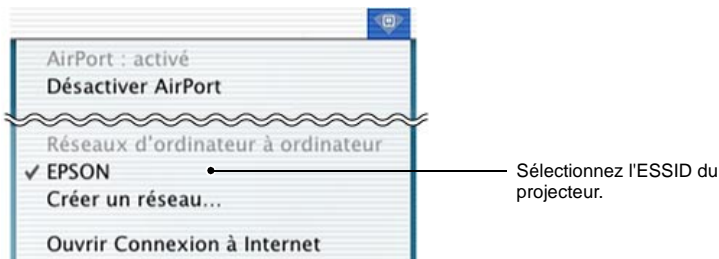 AirPort : activé
Désactiver AirPort
Réseaux d'ordinateur à ordinateur
✓ EPSON
Créer un réseau...
Ouvrir Connexion à Internet
Sélectionnez l'ESSID du
projecteur.